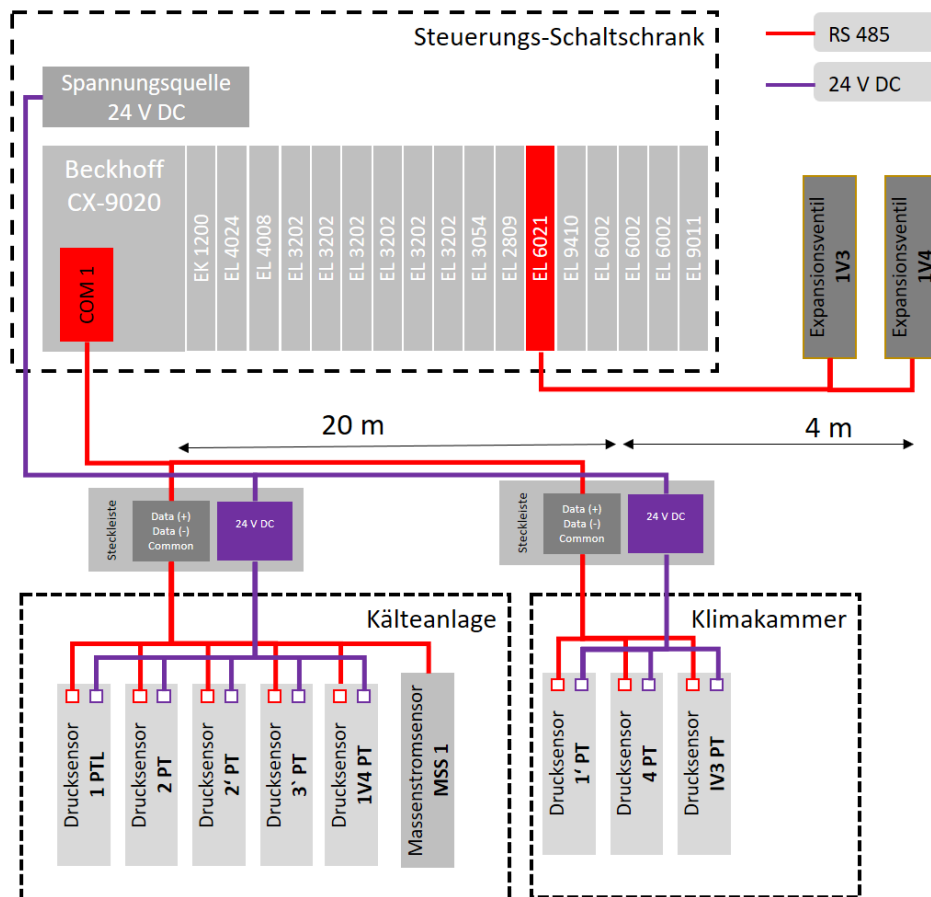 Steuerungs-Schaltschrank
RS 485
24 V DC
Spannungsquelle
24 V DC
Beckhoff
CX-9020
COM 1
EK 1200
EL 4024
EL 4008
EL 3202
EL 3202
EL 3202
EL 3202
EL 3202
EL 3202
EL 3054
EL 2809
EL 6021
EL 9410
EL 6002
EL 6002
EL 6002
EL 9011
Expansionsventil
1V3
Expansionsventil
1V4
20 m
4 m
Steckleiste
Data (+)
Data (-)
Common
24 V DC
Steckleiste
Data (+)
Data (-)
Common
24 V DC
Kälteanlage
Drucksensor
1 PTL
Drucksensor
2 PT
Drucksensor
2‘ PT
Drucksensor
3` PT
Drucksensor
1V4 PT
Massenstromsensor
MSS 1
Klimakammer
Drucksensor
1‘ PT
Drucksensor
4 PT
Drucksensor
IV3 PT